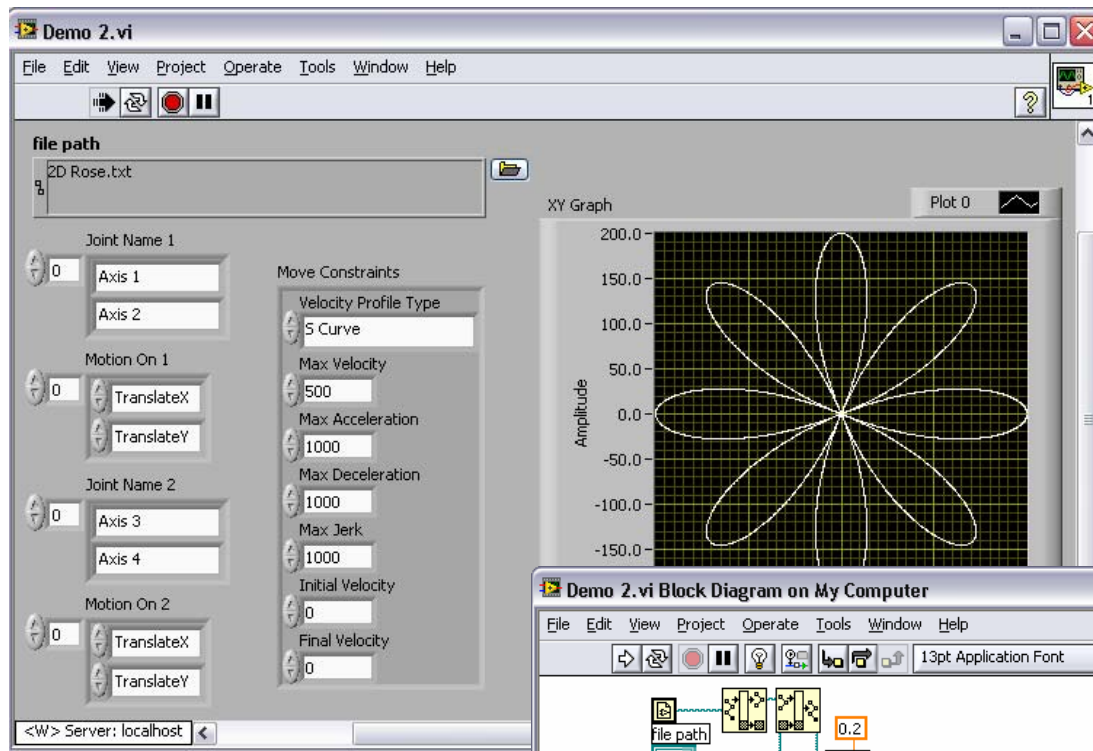 Demo 2.vi
File Edit View Project Operate Tools Window Help
1
file path
2D Rose.txt
Joint Name 1
0
Axis 1
Axis 2
Motion On 1
0
TranslateX
TranslateY
Joint Name 2
0
Axis 3
Axis 4
Motion On 2
0
TranslateX
TranslateY
Move Constraints
Velocity Profile Type
S Curve
Max Velocity
500
Max Acceleration
1000
Max Deceleration
1000
Max Jerk
1000
Initial Velocity
0
Final Velocity
0
XY Graph
Plot 0
Amplitude
200.0
150.0
100.0
50.0
0.0
-50.0
-100.0
-150.0
<W> Server: localhost
Demo 2.vi Block Diagram on My Computer
File Edit View Project Operate Tools Window Help
13pt Application Font
file path
0.2